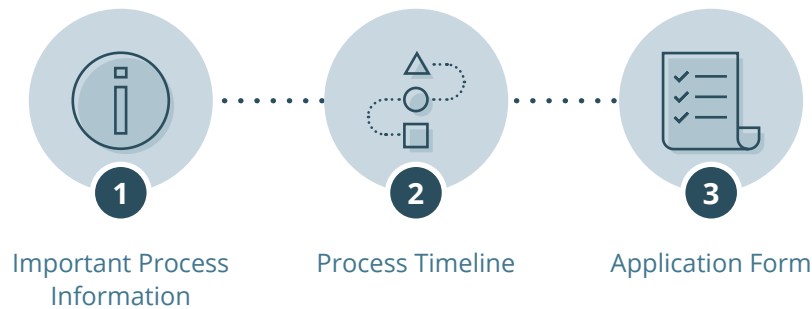 1
2
3
Important Process
Information
Process Timeline
Application Form